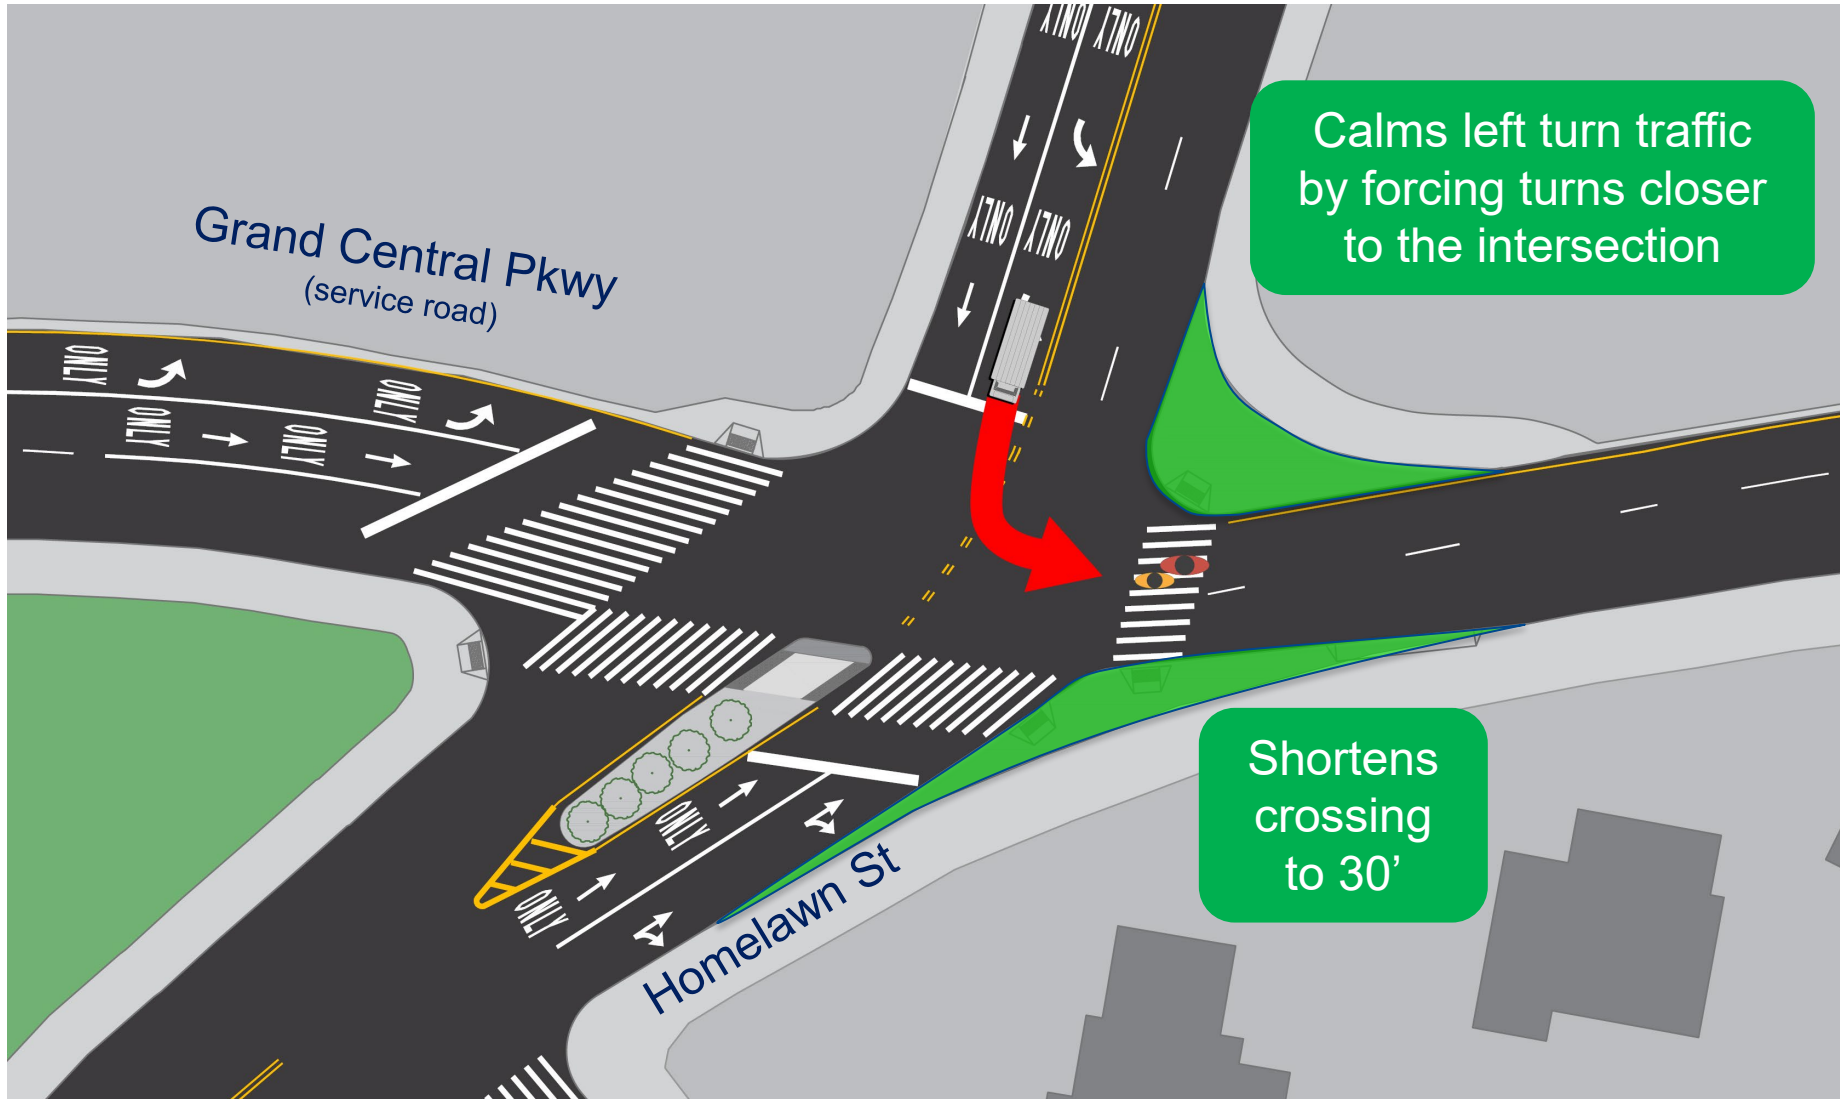 ONLY ONLY
Calms left turn traffic
by forcing turns closer
to the intersection
ONLY ONLY
Grand Central Pkwy
(service road)
ONLY
ONLY
ONLY
ONLY
Shortens
crossing
to 30’
ONLY
ONLY
Homelawn St